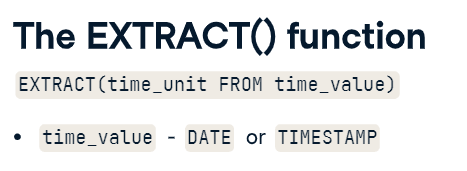 The EXTRACT() function
EXTRACT(time_unit FROM time_value)
• time_value - DATE or TIMESTAMP